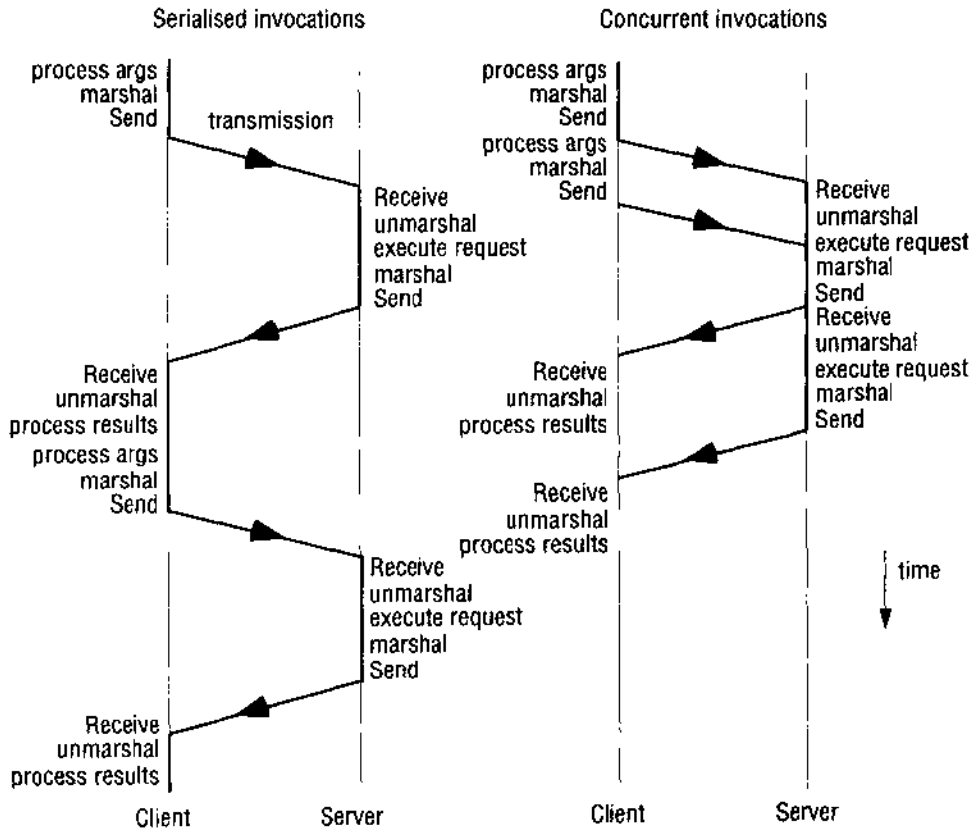 Serialised invocations
process args
marshal
Send
transmission
Receive
unmarshal
execute request
marshal
Send
Receive
unmarshal
process results
process args
marshal
Send
Receive
unmarshal
execute request
marshal
Send
Receive
unmarshal
process results
Client
Server
Concurrent invocations
process args
marshal
Send
process args
marshal
Send
Receive
unmarshal
execute request
marshal
Send
Receive
unmarshal
execute request
marshal
Send
Receive
unmarshal
process results
Receive
unmarshal
process results
time
Client
Server